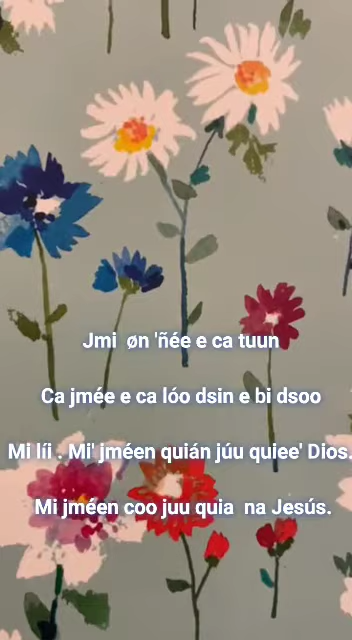 Jmi øn 'ñée e ca tuun
Ca jmée e ca lóo dsin e bi dsoo
Mi líi . Mi' jméen quián júu quiee' Dios.
Mi jméen coo juu quia na Jesús.